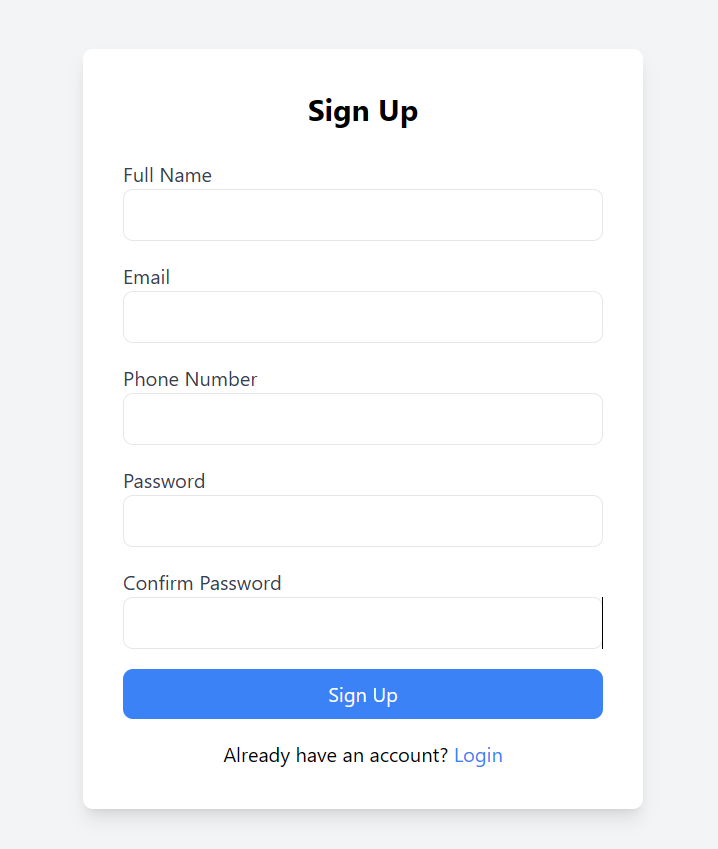 Sign Up
Full Name
Email
Phone Number
Password
Confirm Password
Sign Up
Already have an account? Login